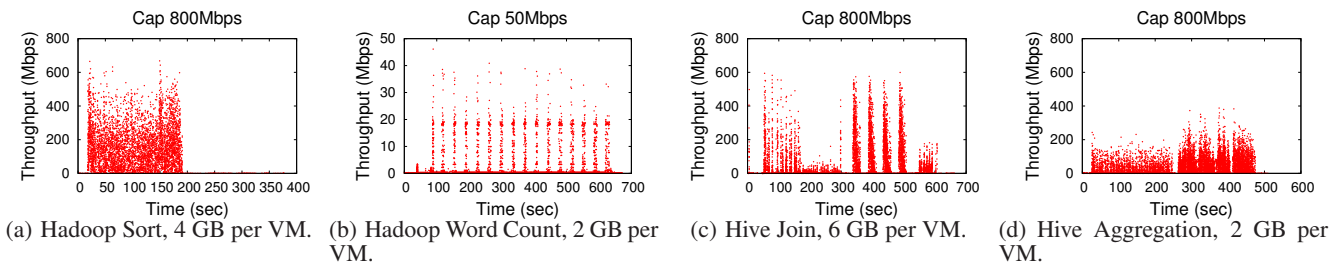 Cap 800Mbps
Throughput (Mbps)
800
600
400
200
0
0 50 100 150 200 250 300 350 400
Time (sec)
(a) Hadoop Sort, 4 GB per VM.
Cap 50Mbps
Throughput (Mbps)
50
40
30
20
10
0
0 100 200 300 400 500 600 700
Time (sec)
(b) Hadoop Word Count, 2 GB per
VM.
Cap 800Mbps
Throughput (Mbps)
800
600
400
200
0
0 100 200 300 400 500 600 700
Time (sec)
(c) Hive Join, 6 GB per VM.
Cap 800Mbps
Throughput (Mbps)
800
600
400
200
0
0 100 200 300 400 500 600
Time (sec)
(d) Hive Aggregation, 2 GB per
VM.